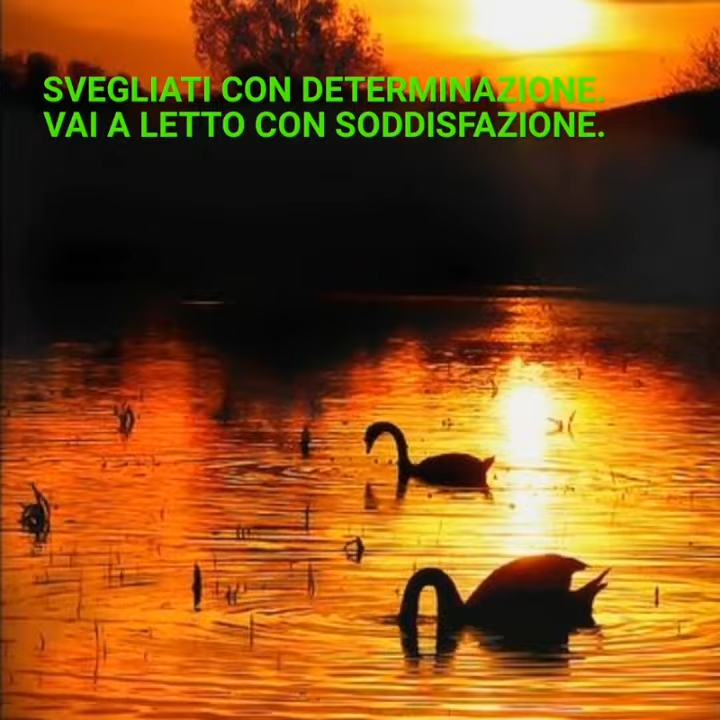 SVEGLIATI CON DETERMINAZIONE.
VAI A LETTO CON SODDISFAZIONE.